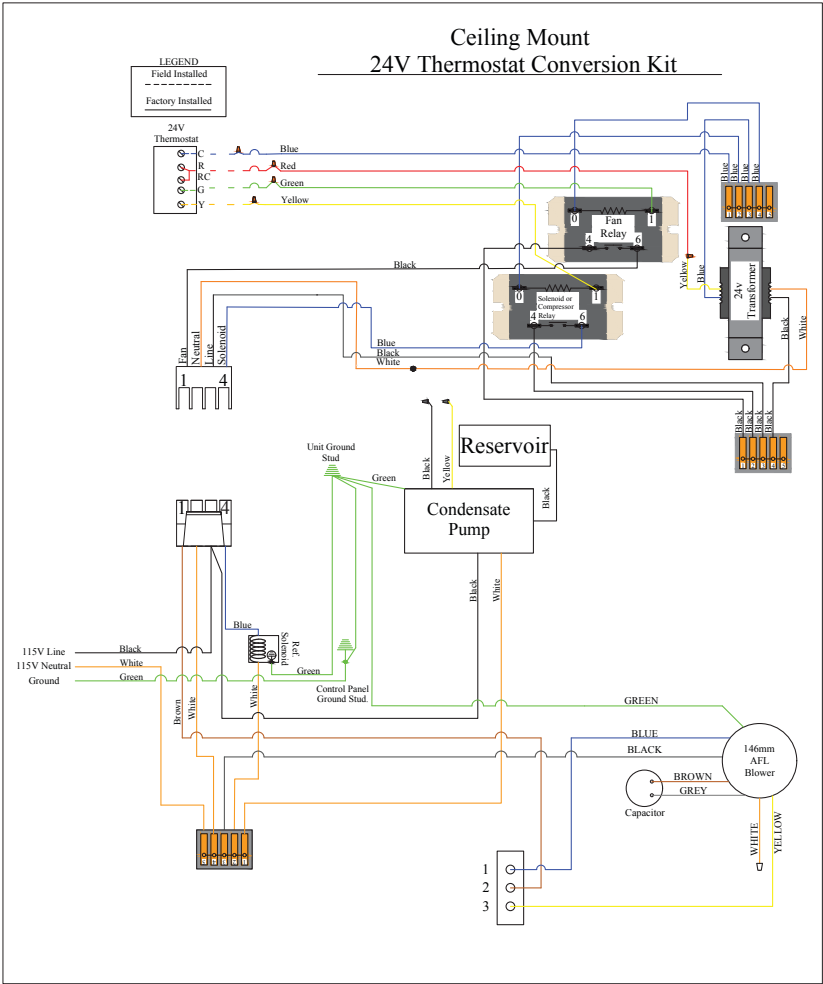 Ceiling Mount
24V Thermostat Conversion Kit
LEGEND
Field Installed
Factory Installed
24V
Thermostat
C
R
RC
G
Y
Blue
Red
Green
Yellow
Blue
Blue
Blue
Blue
0
1
Fan
Relay
4
6
0
1
Solenoid or
Compressor
Relay
4
6
Yellow
Blue
24v
Transformer
Black
White
Black
Fan
Neutral
Line
Solenoid
1
4
Blue
Black
White
Black
Black
Black
Black
Unit Ground
Stud
Green
Black
Yellow
Reservoir
Black
Condensate
Pump
1
4
Black
White
Blue
Ref.
Solenoid
Green
115V Line
Black
115V Neutral
White
Ground
Green
Control Panel
Ground Stud.
Brown
White
White
GREEN
BLUE
BLACK
146mm
AFL
Blower
BROWN
GREY
Capacitor
WHITE
YELLOW
1
2
3